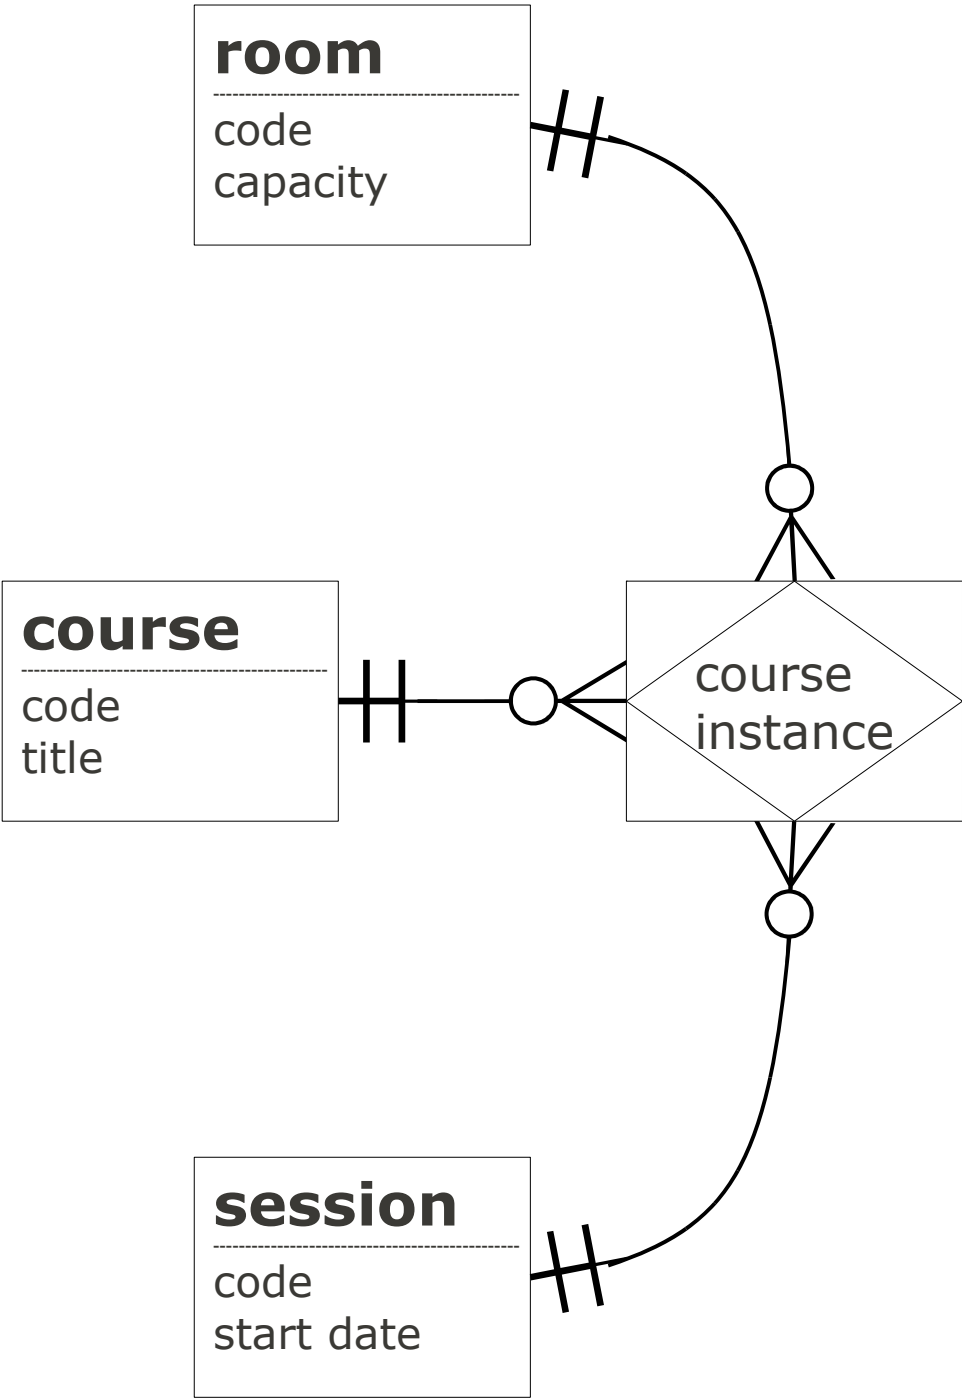 room
code
capacity
course
code
title
course
instance
session
code
start date